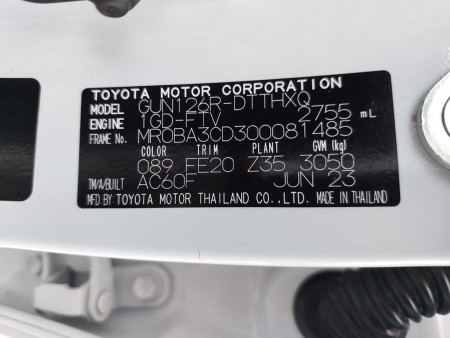 TOYOTA MOTOR CORPORATION
MODEL GUN126R-DTTHXQ
ENGINE 1GD-FTV 2755 mL
FRAME No. MR0BA3CD300081485
COLOR TRIM PLANT GVM (kg)
089 EE20 Z35 3050
TM/A/BUILT AC60F JUN 23
MFD.BY TOYOTA MOTOR THAILAND CO.,LTD. MADE IN THAILAND